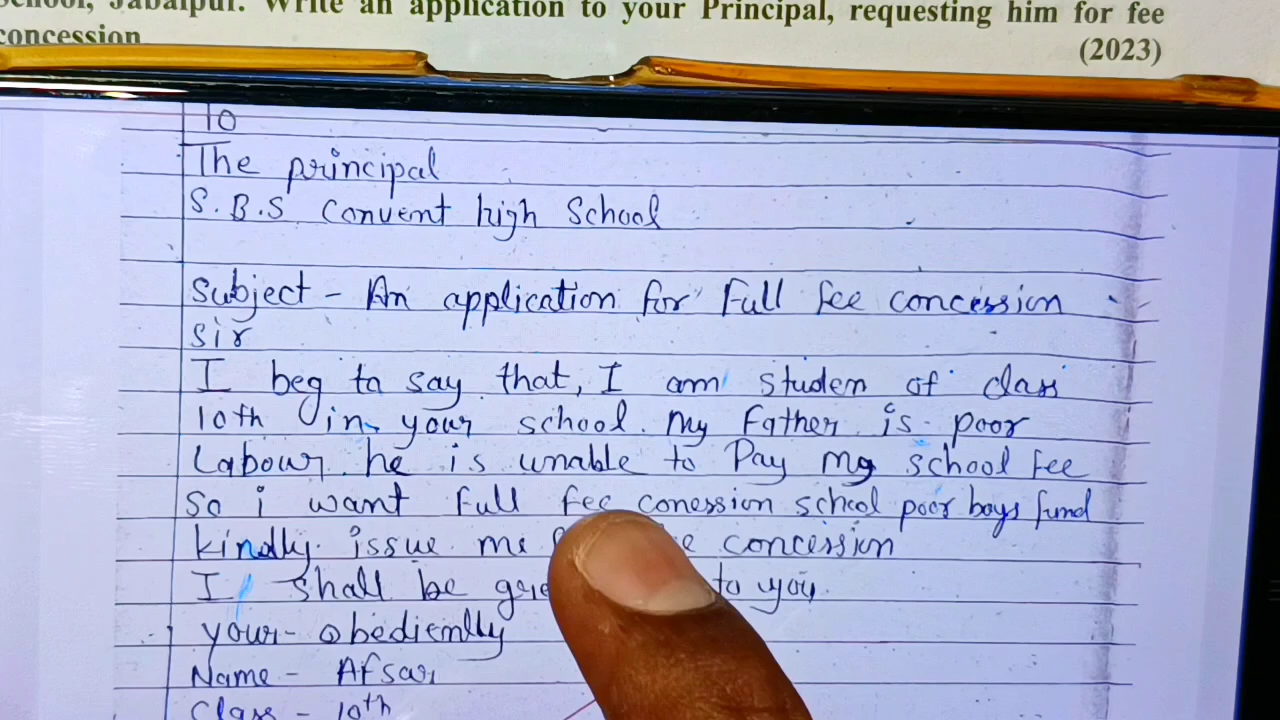 School, Jabalpur. Write an application to your Principal, requesting him for fee
concession
(2023)
To
The principal
S.B.S. Convent high School
Subject - An application for Full fee concession
Sir
I beg to say that, I am studen of class
10th in your school. My Father is poor
Labour he is unable to Pay my school Fee
So i want full fee conession school poor boys fund
kindly issue me concession
I shall be to you.
your- obediently
Name - Afsar
Class - 10th